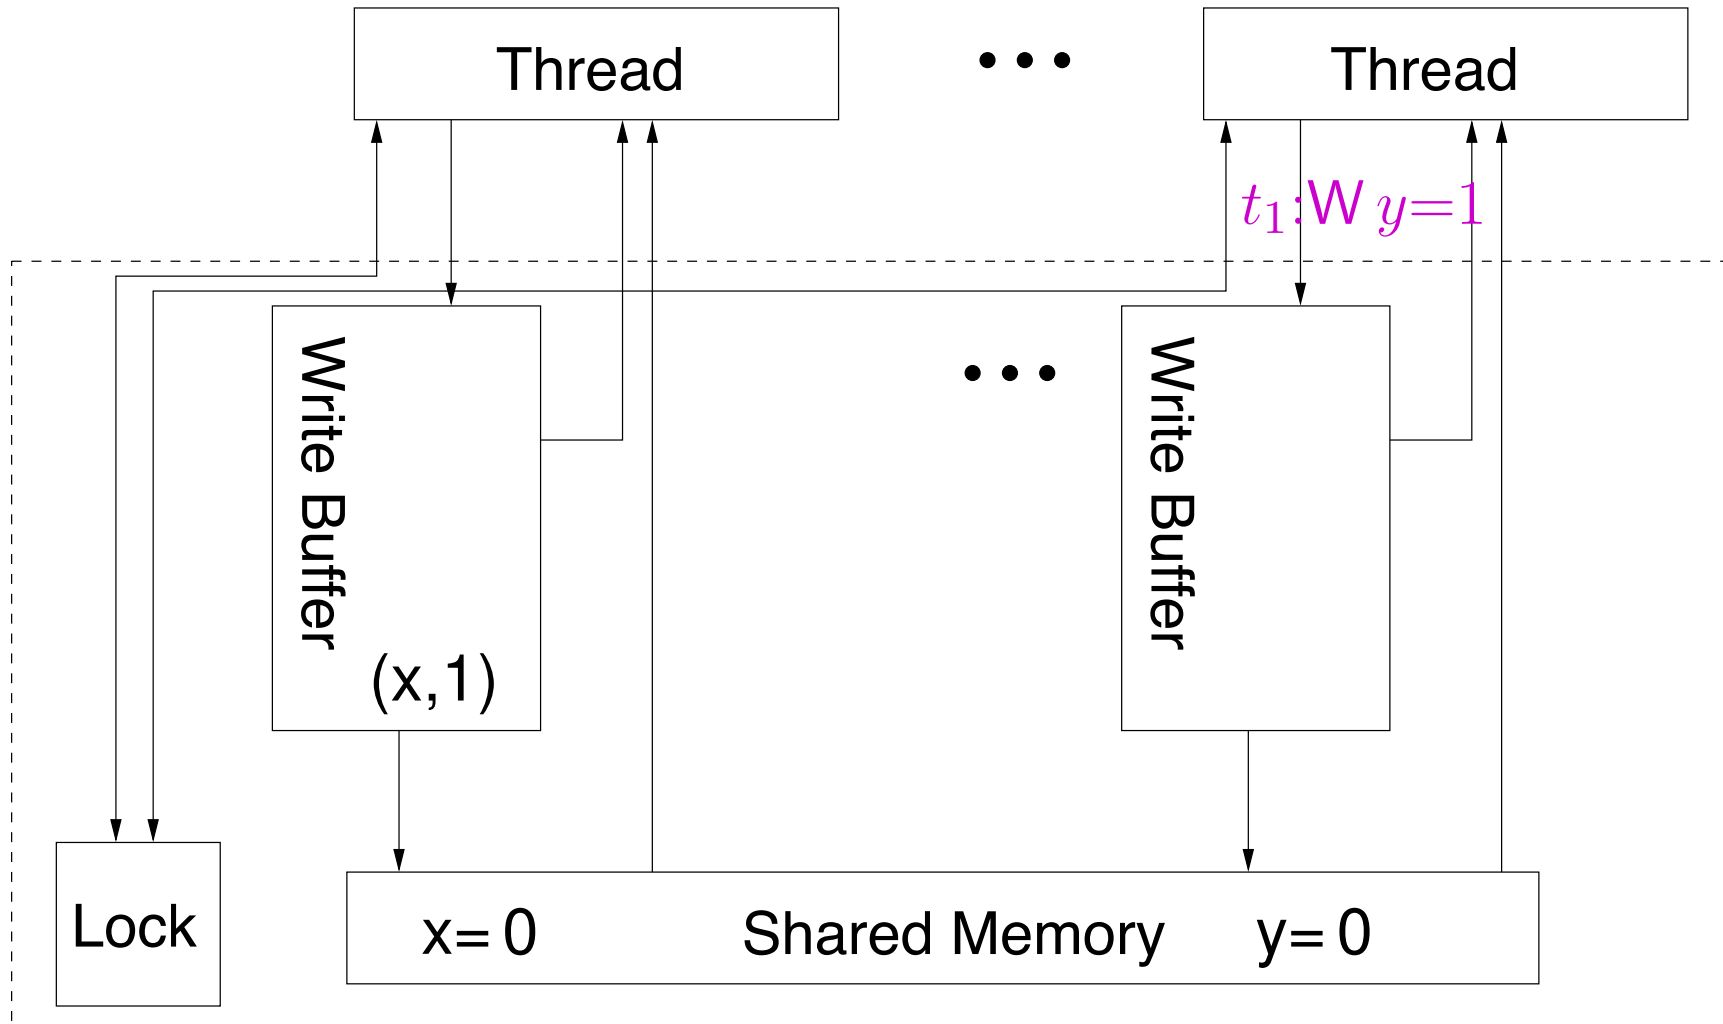 Thread
• • •
Thread
t₁:W y=1
Write Buffer
• • •
Write Buffer
(x,1)
Lock
x= 0
Shared Memory
y= 0